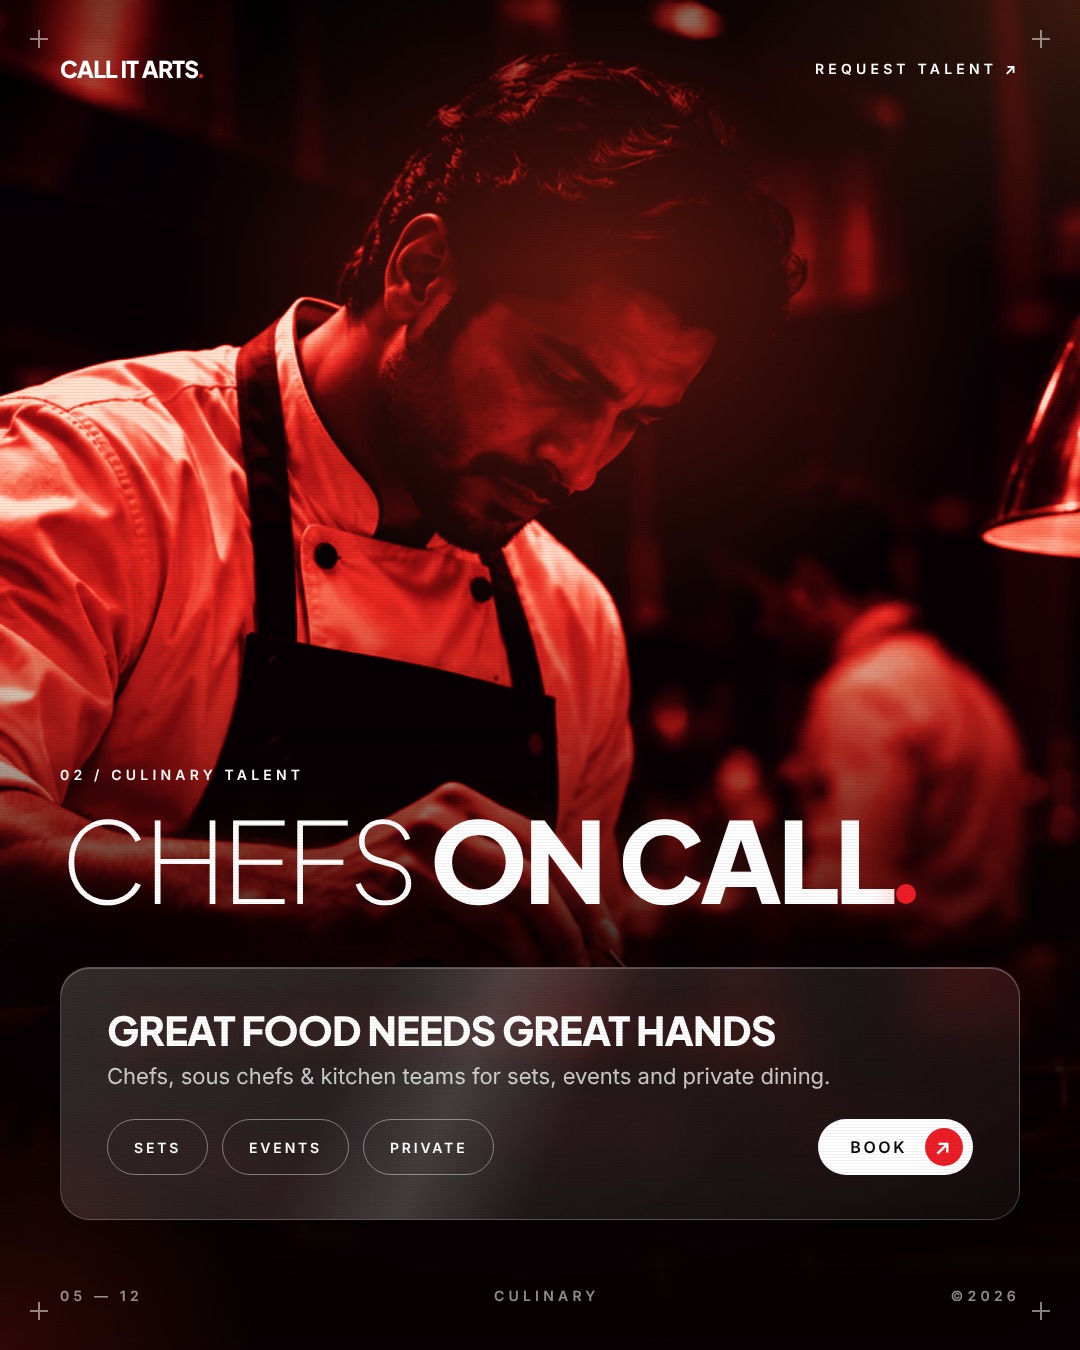 CALL IT ARTS.
REQUEST TALENT ↗
02 / CULINARY TALENT
CHEFS ON CALL.
GREAT FOOD NEEDS GREAT HANDS
Chefs, sous chefs & kitchen teams for sets, events and private dining.
SETS EVENTS PRIVATE BOOK ↗
05 — 12 CULINARY ©2026